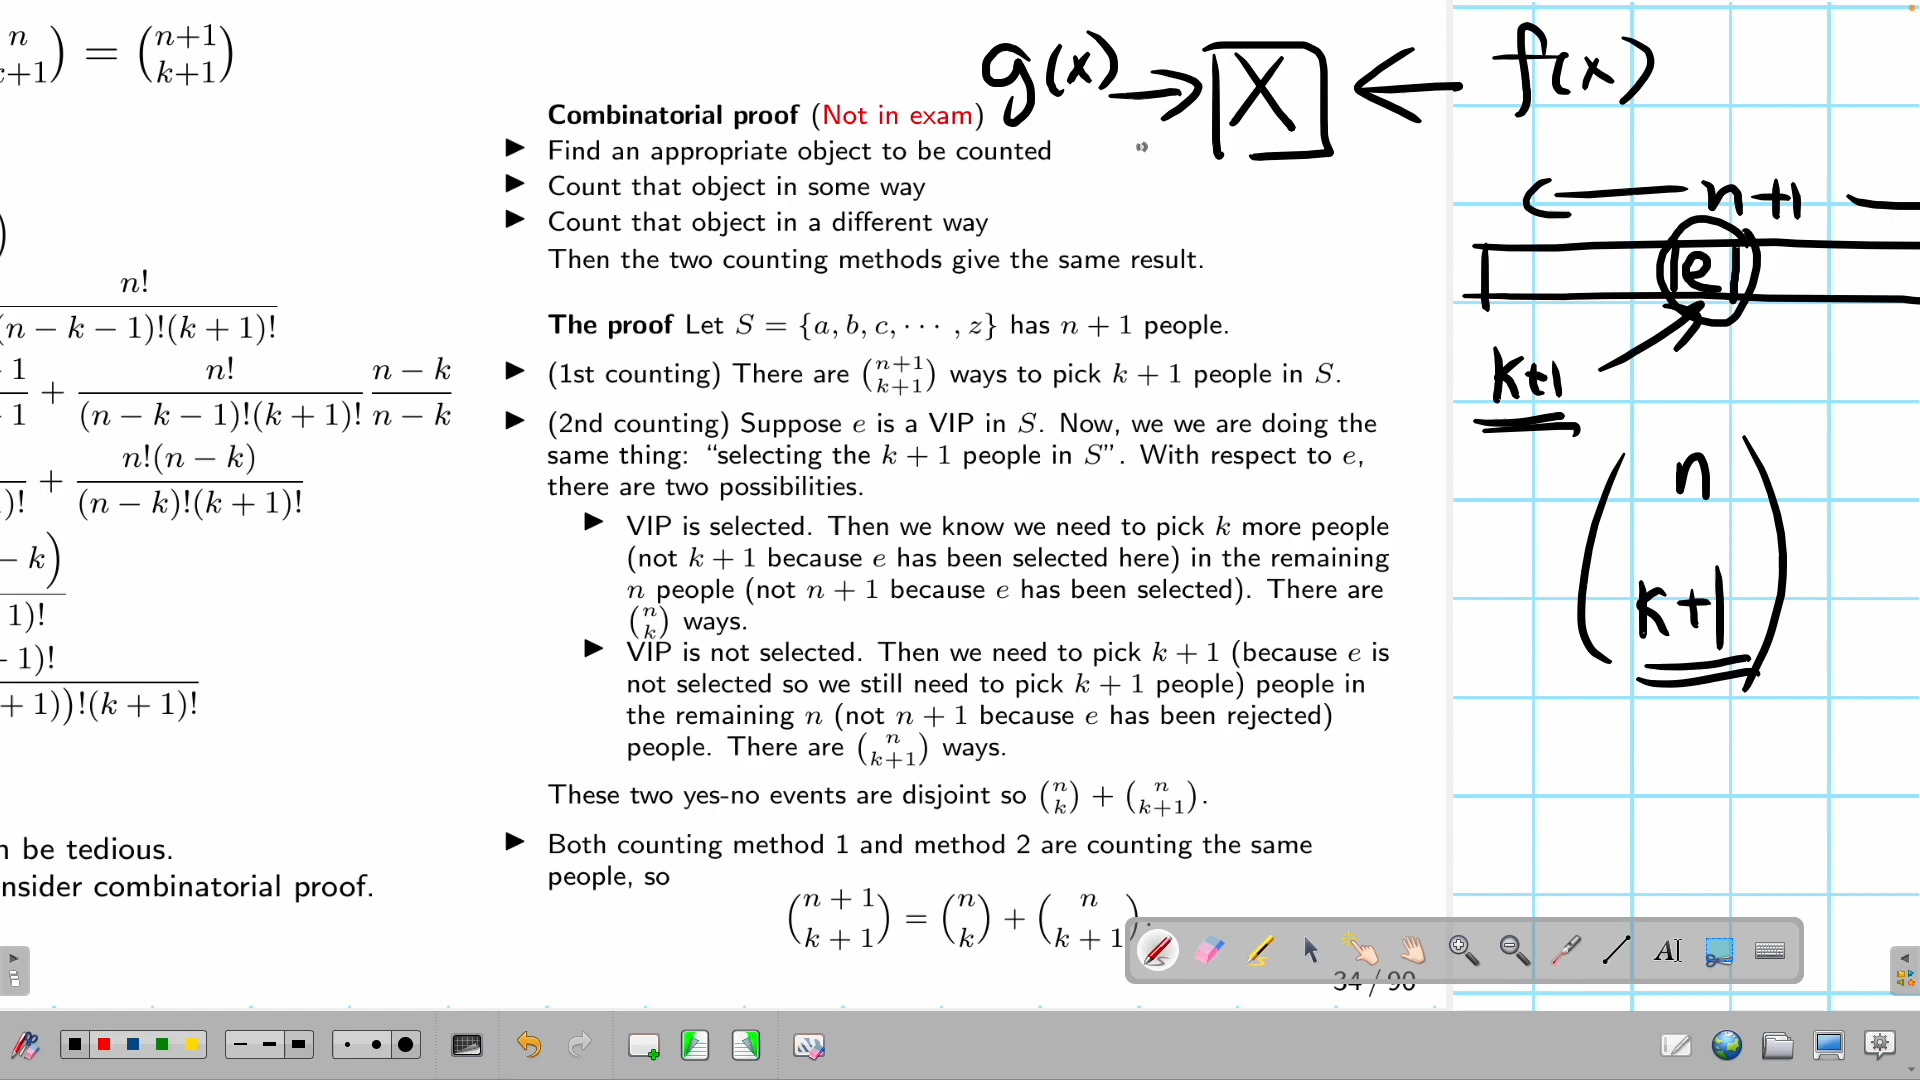 n
k+1) = (n+1
k+1)
n!
(n − k − 1)!(k + 1)!
1
1 + n!
(n − k − 1)!(k + 1)! n − k
n − k
+ n!(n − k)
(n − k)!(k + 1)!
)!
− k)
1)!
− 1)!
+ 1))!(k + 1)!
n be tedious.
nsider combinatorial proof.
Combinatorial proof (Not in exam)
▶ Find an appropriate object to be counted
▶ Count that object in some way
▶ Count that object in a different way
Then the two counting methods give the same result.
The proof Let S = {a, b, c, · · · , z} has n + 1 people.
▶ (1st counting) There are (n+1 k+1) ways to pick k + 1 people in S.
▶ (2nd counting) Suppose e is a VIP in S. Now, we we are doing the
same thing: “selecting the k + 1 people in S”. With respect to e,
there are two possibilities.
▶ VIP is selected. Then we know we need to pick k more people
(not k + 1 because e has been selected here) in the remaining
n people (not n + 1 because e has been selected). There are
(n k) ways.
▶ VIP is not selected. Then we need to pick k + 1 (because e is
not selected so we still need to pick k + 1 people) people in
the remaining n (not n + 1 because e has been rejected)
people. There are (n k+1) ways.
These two yes-no events are disjoint so (n k) + (n k+1).
▶ Both counting method 1 and method 2 are counting the same
people, so
(n + 1 k + 1) = (n k) + (n k + 1).
34 / 90
g(x) → X ← f(x)
n+1
e
k+1
(n
k+1)
AI